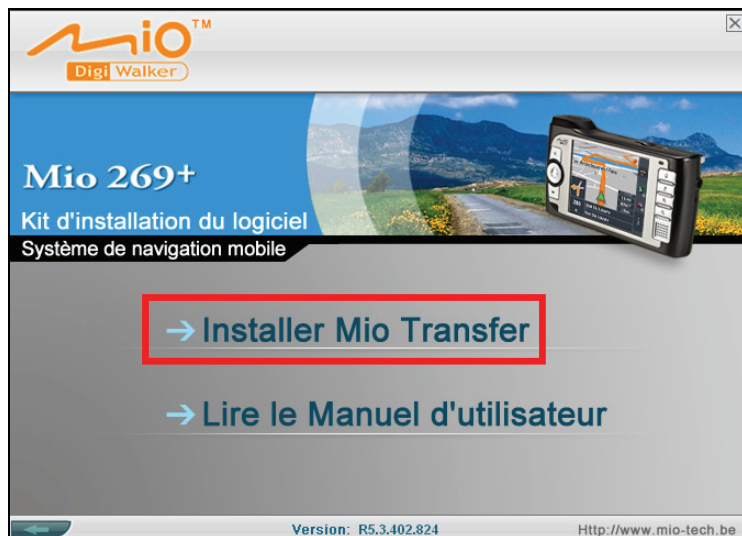 Mio™
Digi Walker
Mio 269+
Kit d'installation du logiciel
Système de navigation mobile
Installer Mio Transfer
Lire le Manuel d'utilisateur
Version: R5.3.402.824
Http://www.mio-tech.be